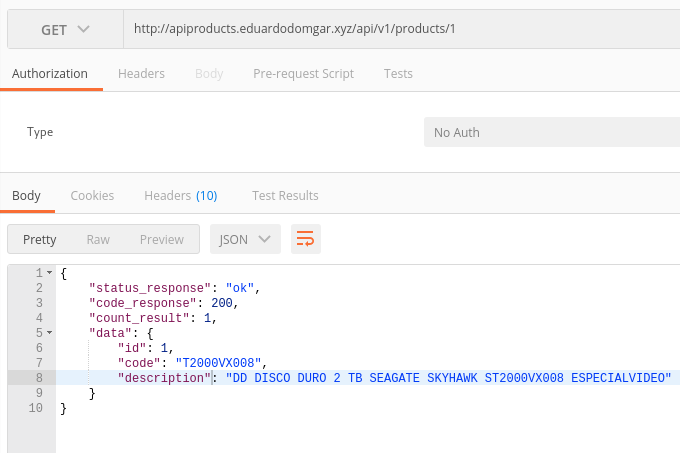 GET http://apiproducts.eduardodomgar.xyz/api/v1/products/1
Authorization Headers Body Pre-request Script Tests
Type No Auth
Body Cookies Headers (10) Test Results
Pretty Raw Preview JSON
1 {
2 "status_response": "ok",
3 "code_response": 200,
4 "count_result": 1,
5 "data": {
6 "id": 1,
7 "code": "T2000VX008",
8 "description": "DD DISCO DURO 2 TB SEAGATE SKYHAWK ST2000VX008 ESPECIALVIDEO"
9 }
10 }